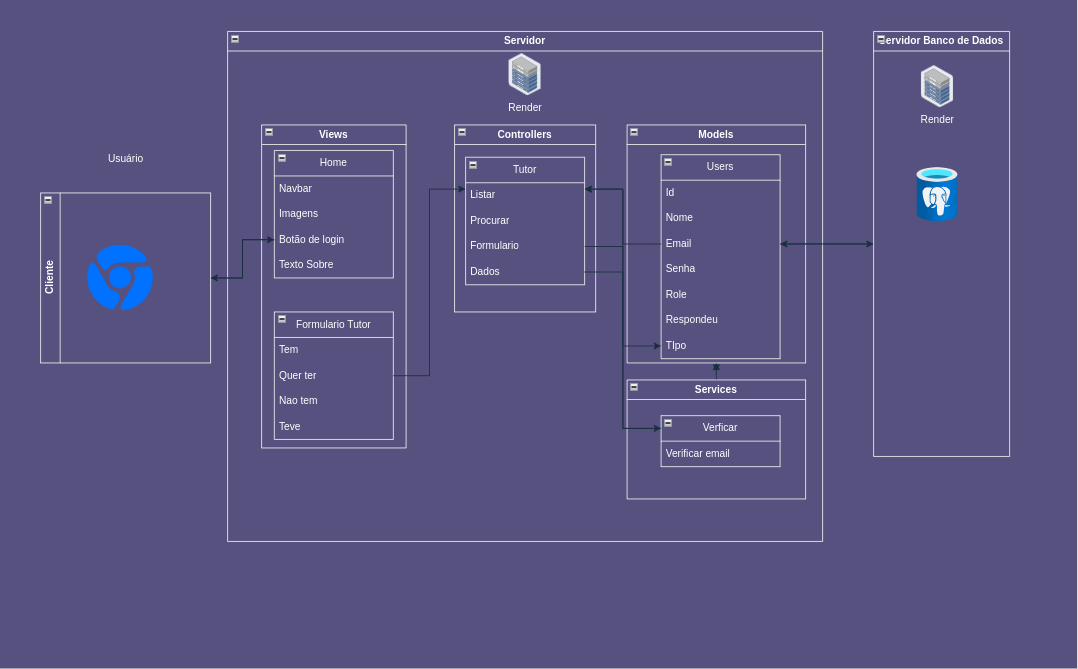 Servidor
Render
Servidor Banco de Dados
Render
Usuário
Cliente
Views
Home
Navbar
Imagens
Botão de login
Texto Sobre
Formulario Tutor
Tem
Quer ter
Nao tem
Teve
Controllers
Tutor
Listar
Procurar
Formulario
Dados
Models
Users
Id
Nome
Email
Senha
Role
Respondeu
TIpo
Services
Verficar
Verificar email